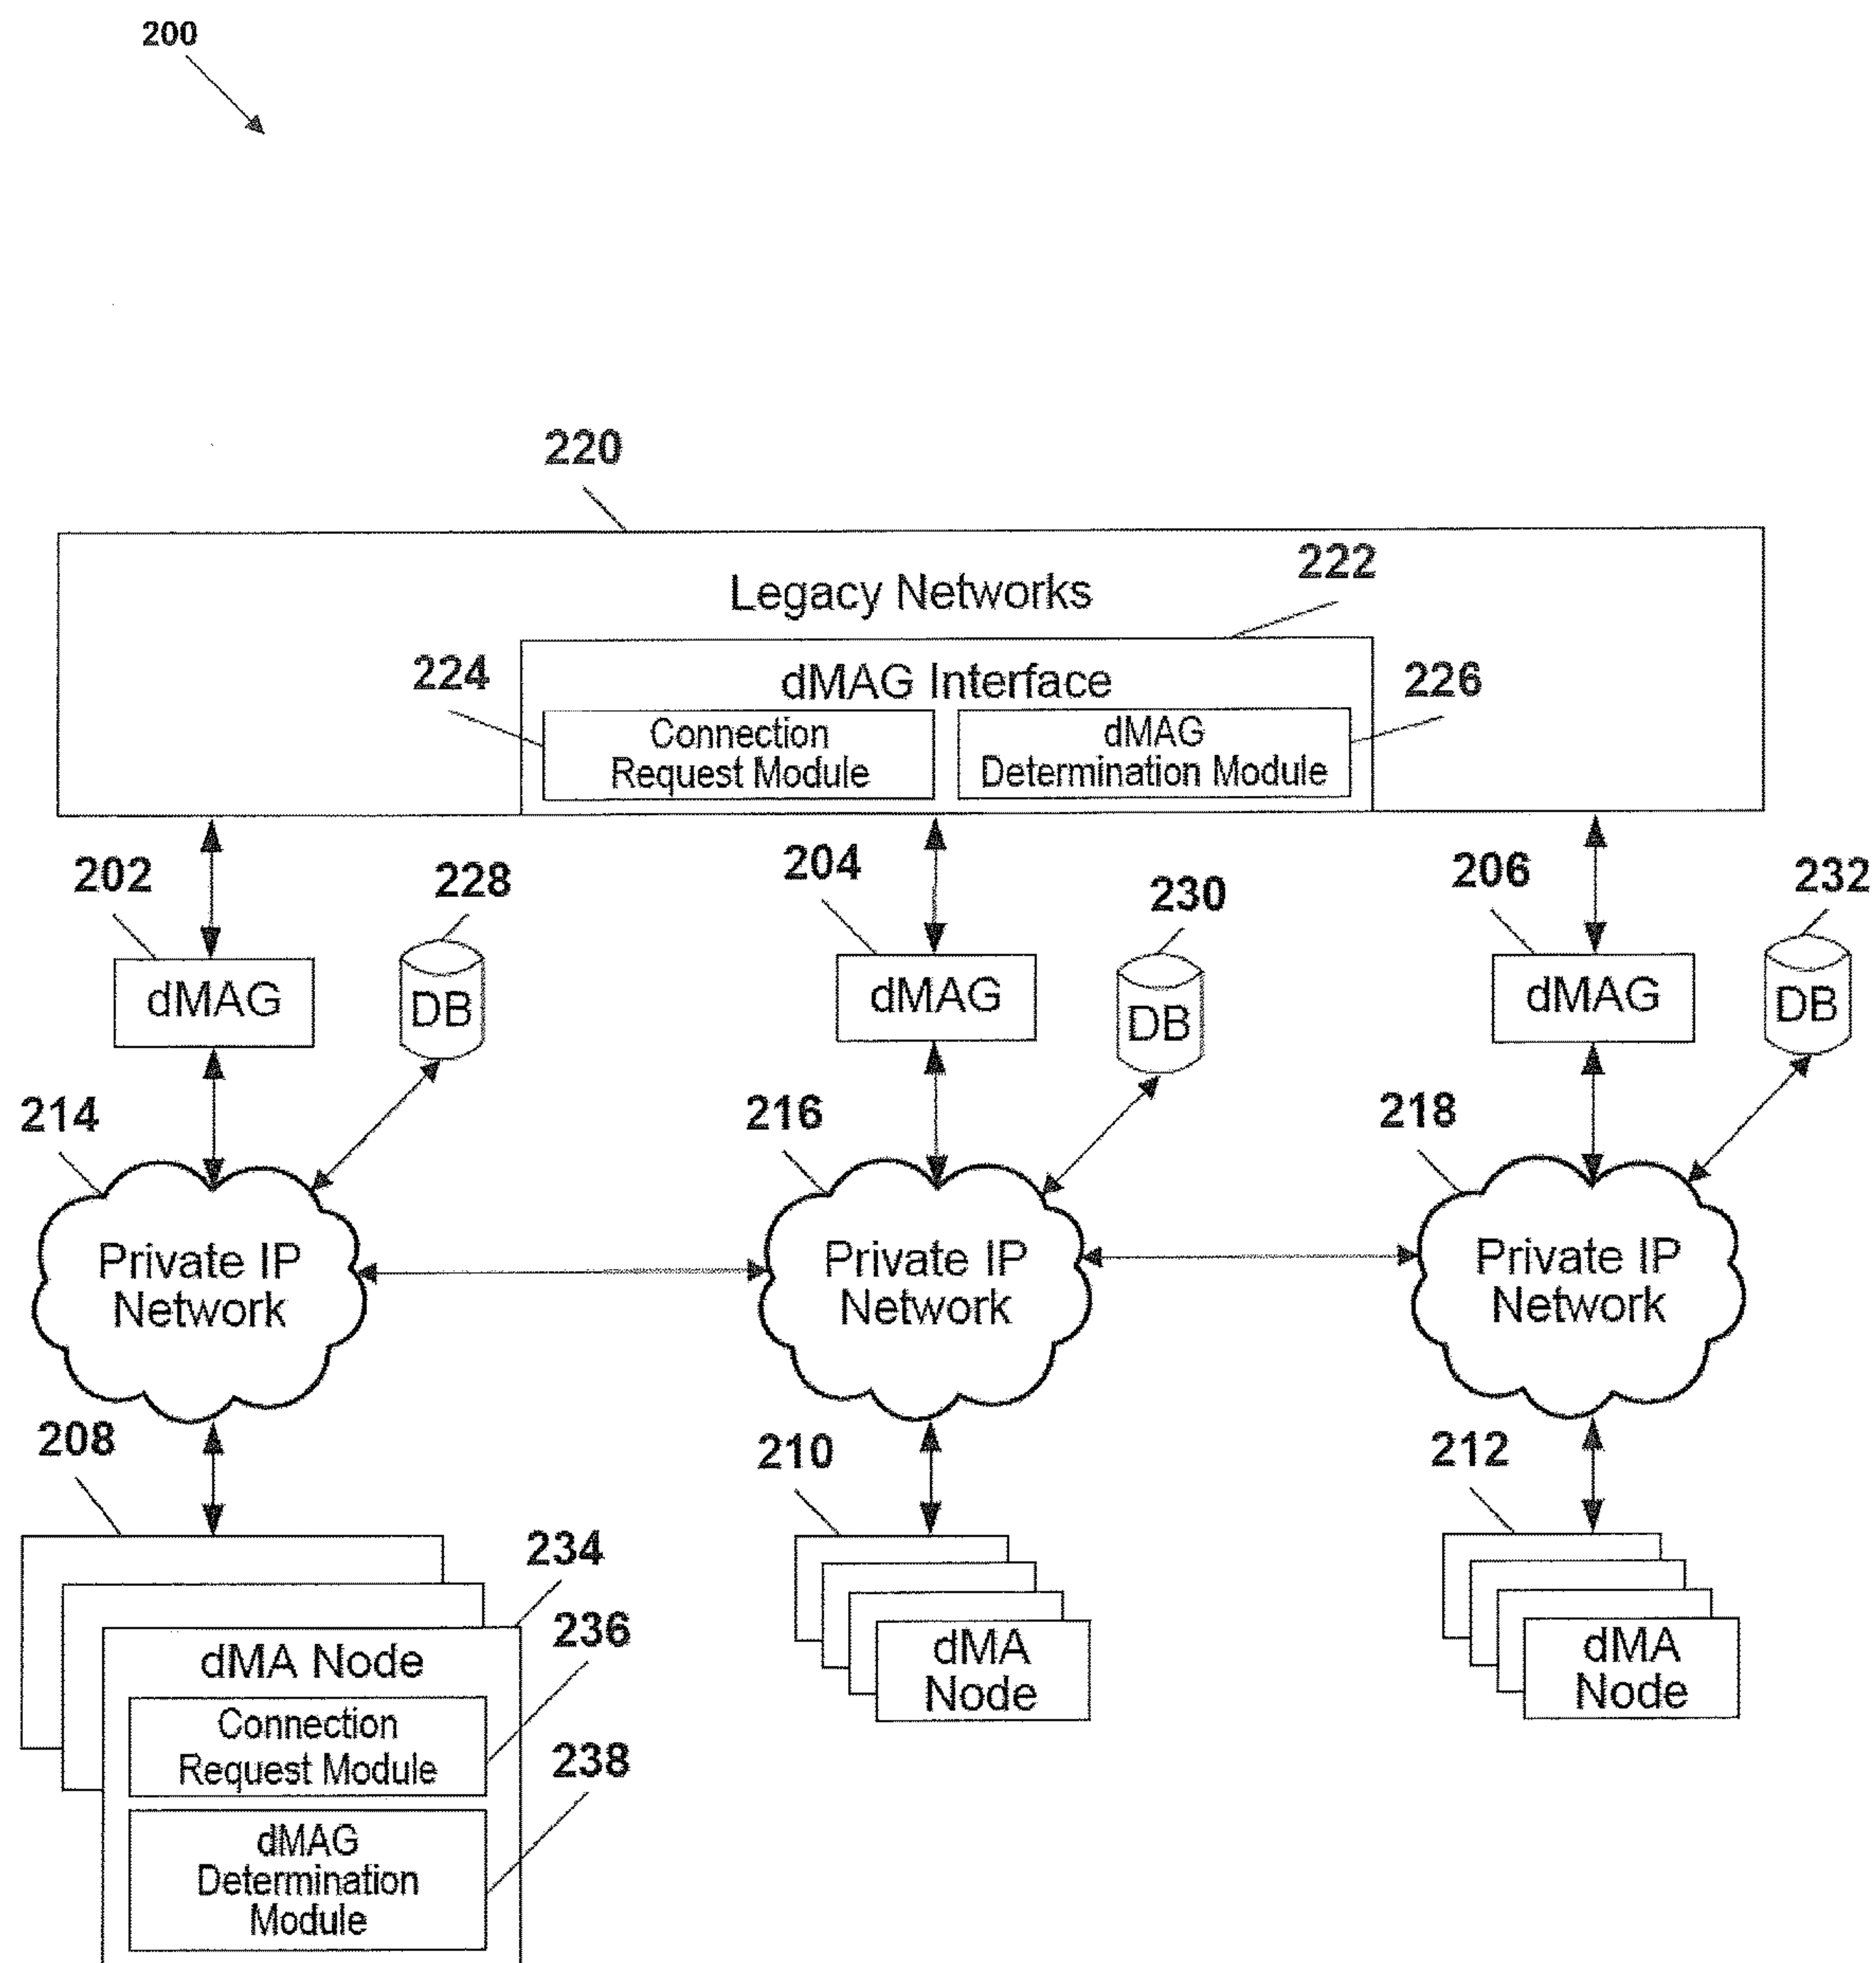 200
220
Legacy Networks
222
dMAG Interface
224
226
Connection
Request Module
dMAG
Determination Module
202
228
204
230
206
232
dMAG
DB
dMAG
DB
dMAG
DB
214
216
218
Private IP
Network
Private IP
Network
Private IP
Network
208
210
212
234
dMA Node
236
Connection
Request Module
238
dMAG
Determination
Module
dMA
Node
dMA
Node